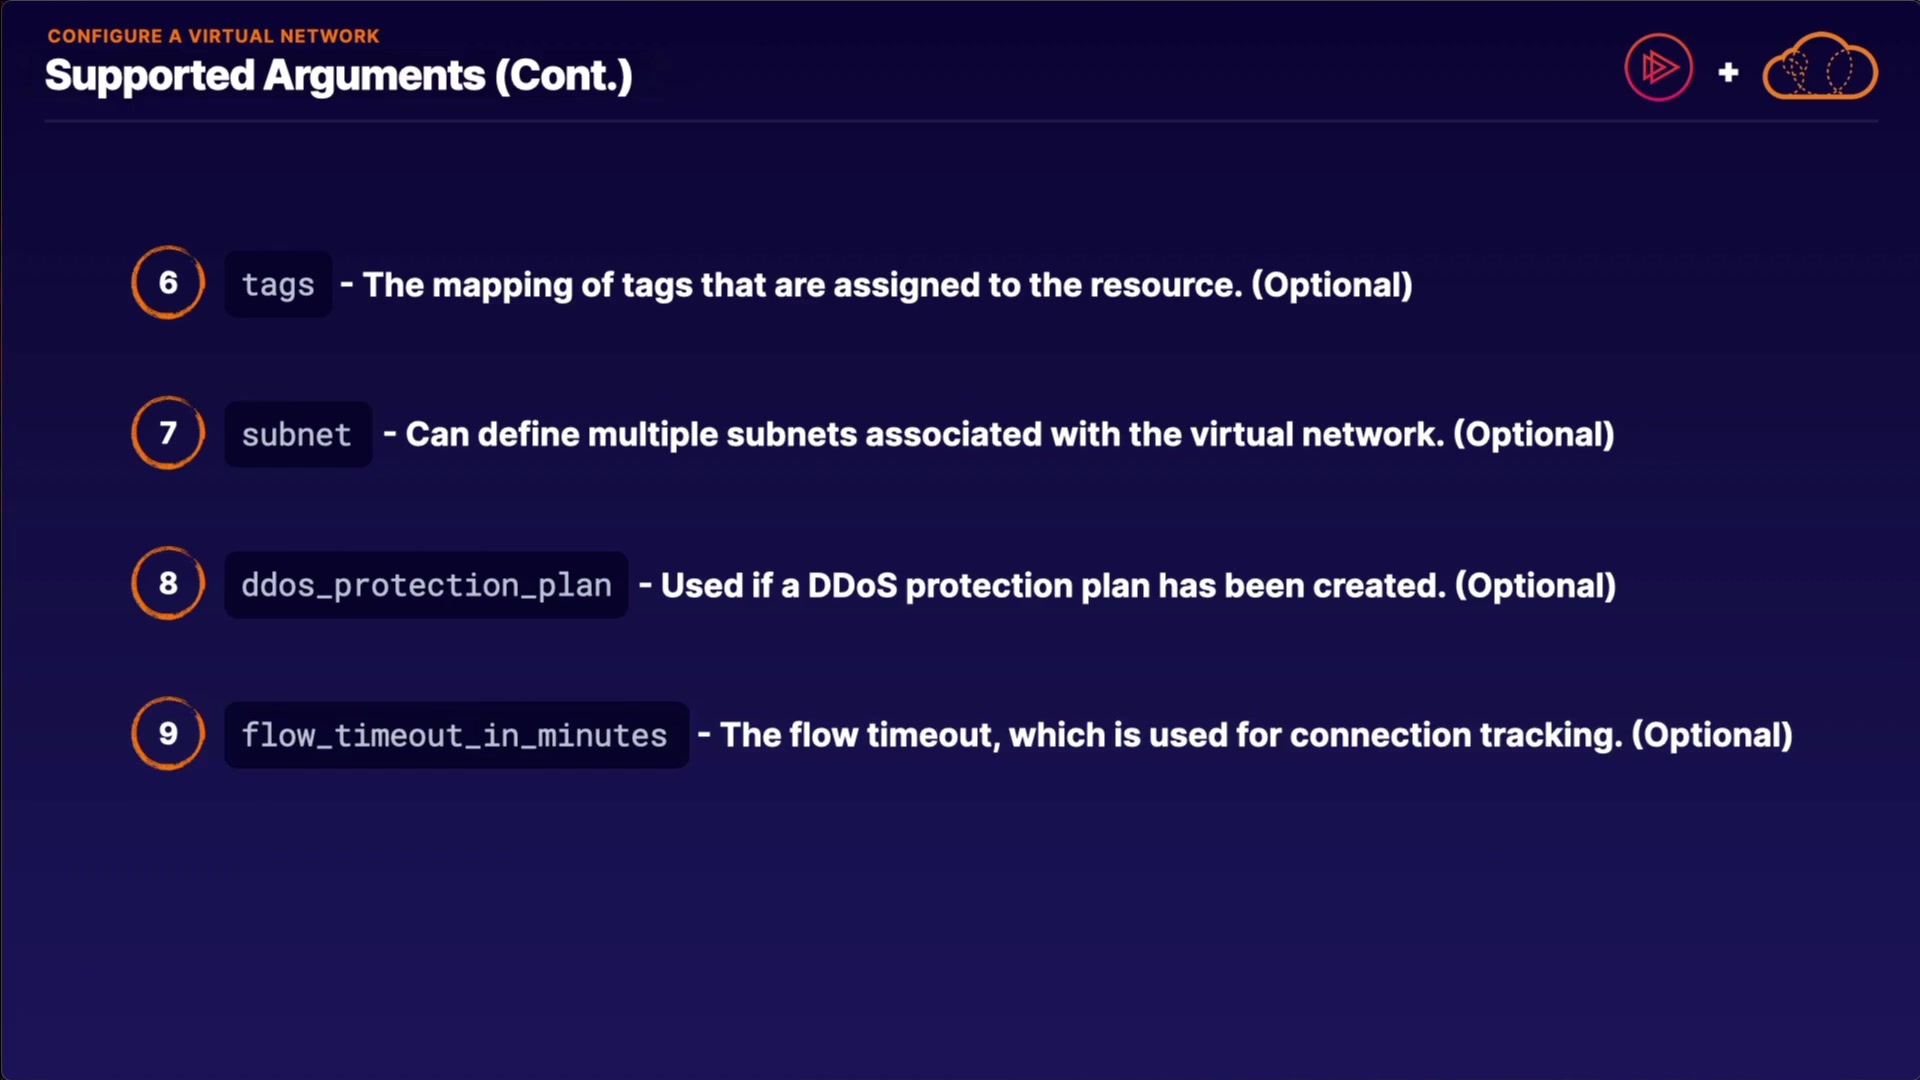 CONFIGURE A VIRTUAL NETWORK
Supported Arguments (Cont.)
+
6 tags - The mapping of tags that are assigned to the resource. (Optional)
7 subnet - Can define multiple subnets associated with the virtual network. (Optional)
8 ddos_protection_plan - Used if a DDoS protection plan has been created. (Optional)
9 flow_timeout_in_minutes - The flow timeout, which is used for connection tracking. (Optional)